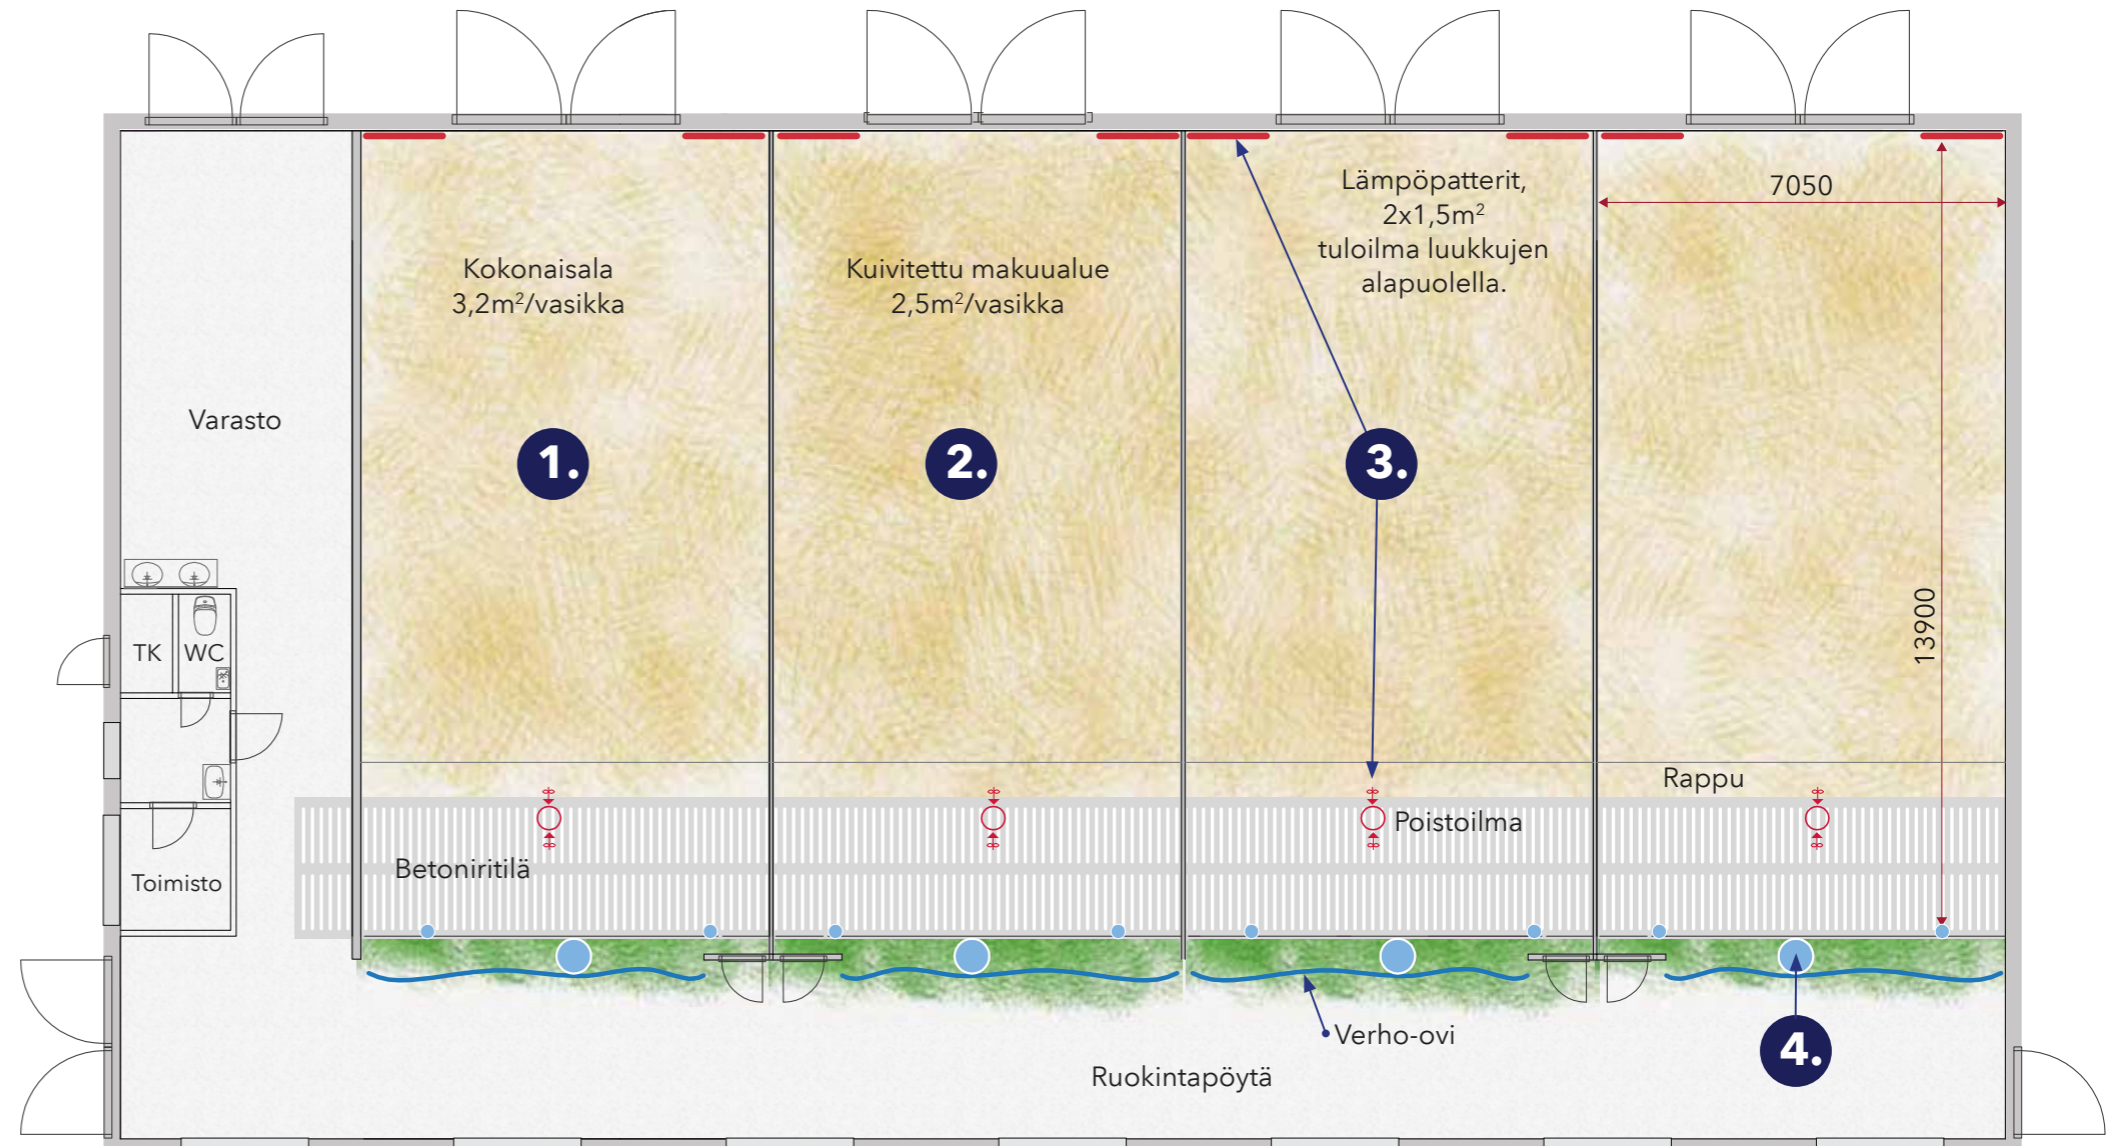 Lämpöpatterit,
2x1,5m²
tuloilma luukkujen
alapuolella.
7050
Kokonaisala
3,2m²/vasikka
Kuivitettu makuualue
2,5m²/vasikka
Varasto
1.
2.
3.
13900
TK
WC
Rappu
Poistoilma
Betoniritilä
Toimisto
Verho-ovi
4.
Ruokintapöytä